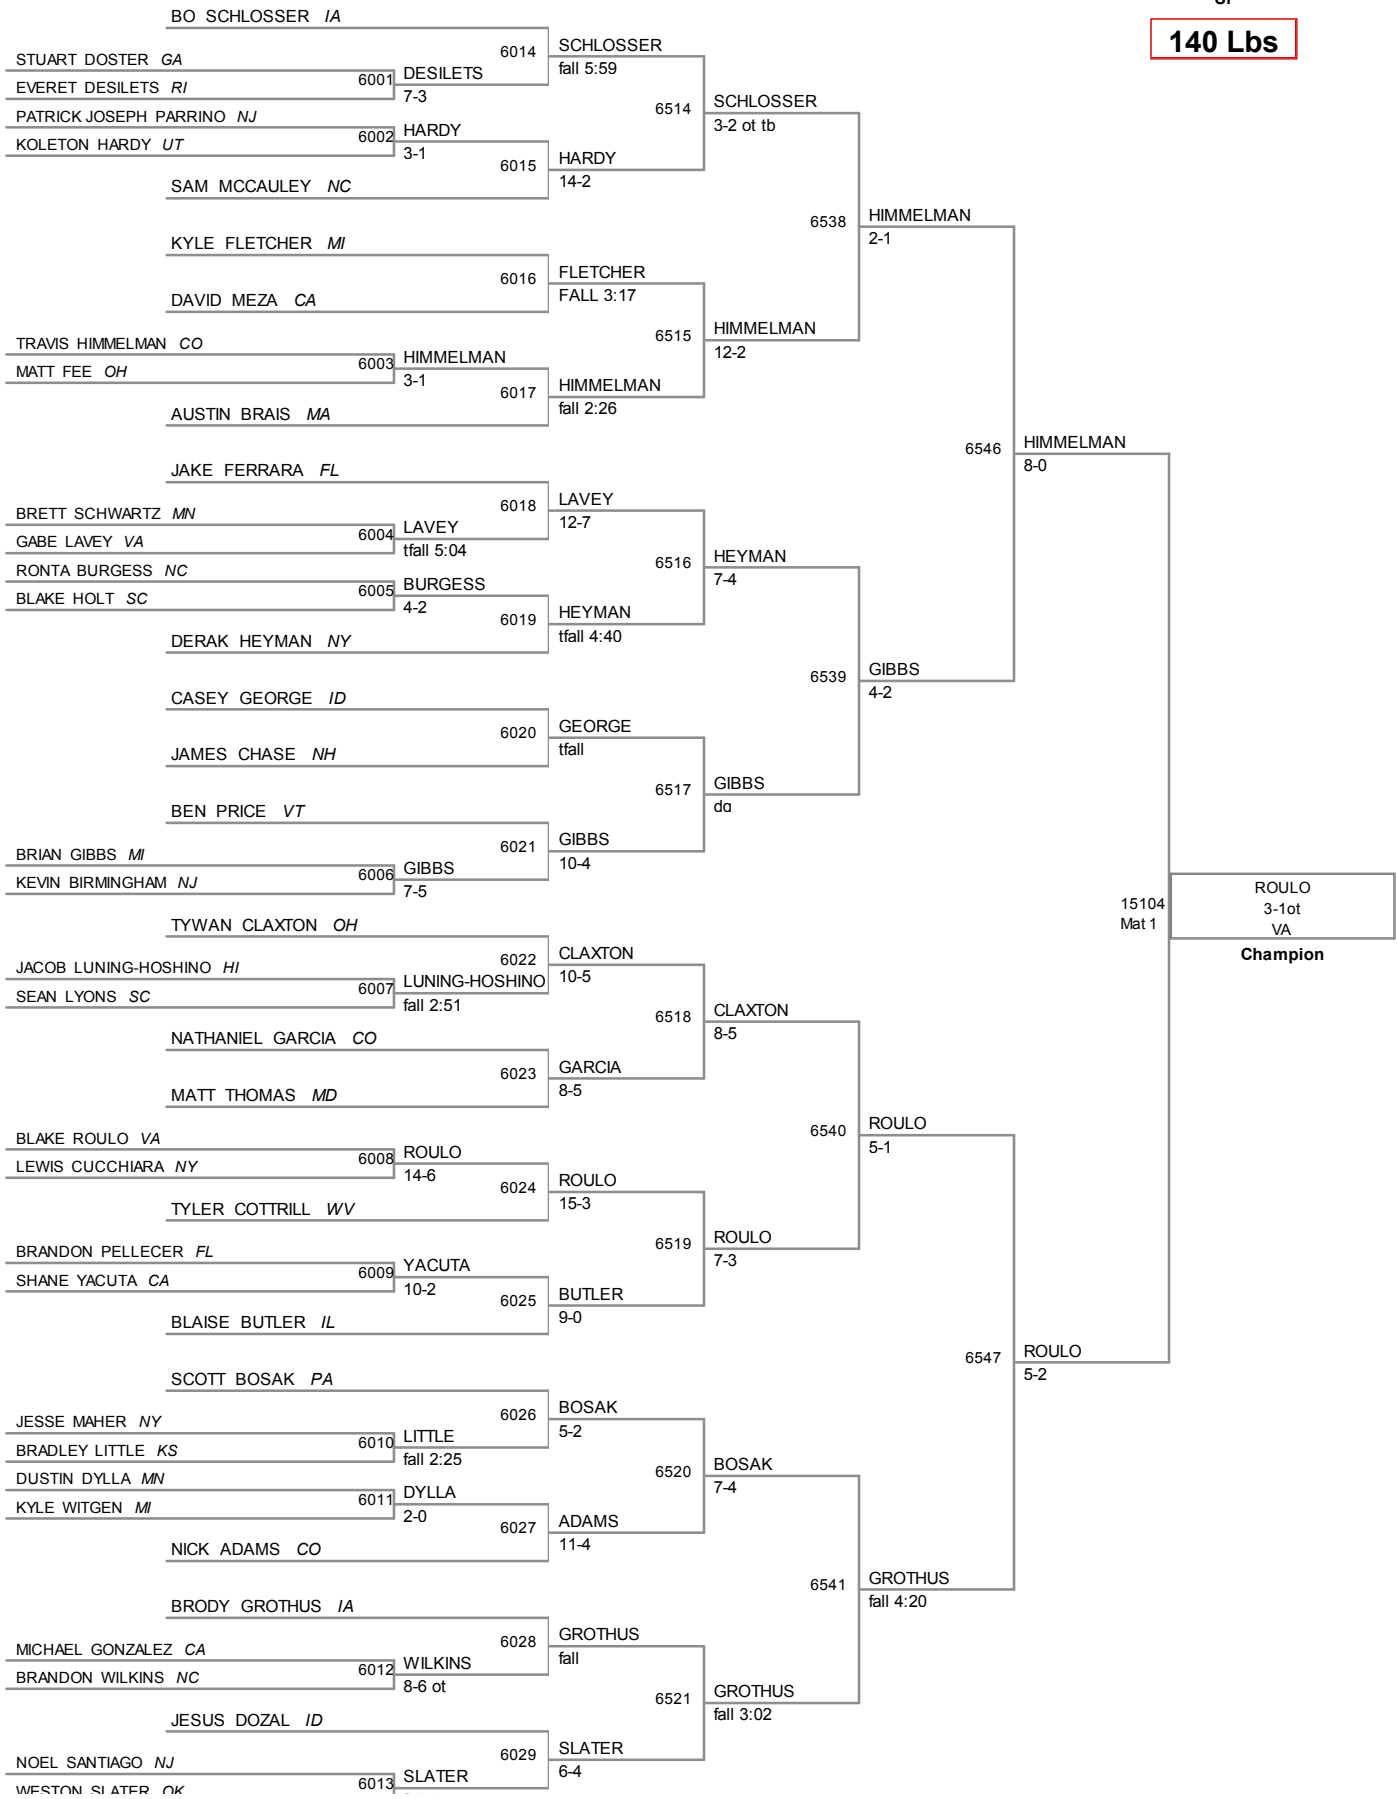 140 Lbs
BO SCHLOSSER IA
6014 SCHLOSSER
fall 5:59
STUART DOSTER GA
6001 DESILETS
7-3
EVERET DESILETS RI
6514 SCHLOSSER
3-2 ot tb
PATRICK JOSEPH PARRINO NJ
6002 HARDY
3-1
KOLETON HARDY UT
6015 HARDY
14-2
SAM MCCAULEY NC
6538 HIMMELMAN
2-1
KYLE FLETCHER MI
6016 FLETCHER
FALL 3:17
DAVID MEZA CA
6515 HIMMELMAN
12-2
TRAVIS HIMMELMAN CO
6003 HIMMELMAN
3-1
MATT FEE OH
6017 HIMMELMAN
fall 2:26
AUSTIN BRAIS MA
6546 HIMMELMAN
8-0
JAKE FERRARA FL
6018 LAVEY
12-7
BRETT SCHWARTZ MN
6004 LAVEY
tfall 5:04
GABE LAVEY VA
6516 HEYMAN
7-4
RONTA BURGESS NC
6005 BURGESS
4-2
BLAKE HOLT SC
6019 HEYMAN
tfall 4:40
DERAK HEYMAN NY
6539 GIBBS
4-2
CASEY GEORGE ID
6020 GEORGE
tfall
JAMES CHASE NH
6517 GIBBS
dq
BEN PRICE VT
6021 GIBBS
10-4
BRIAN GIBBS MI
6006 GIBBS
7-5
KEVIN BIRMINGHAM NJ
15104
Mat 1
ROULO
3-1ot
VA
Champion
TYWAN CLAXTON OH
6022 CLAXTON
10-5
JACOB LUNING-HOSHINO HI
6007 LUNING-HOSHINO
fall 2:51
SEAN LYONS SC
6518 CLAXTON
8-5
NATHANIEL GARCIA CO
6023 GARCIA
8-5
MATT THOMAS MD
6540 ROULO
5-1
BLAKE ROULO VA
6008 ROULO
14-6
LEWIS CUCCHIARA NY
6024 ROULO
15-3
TYLER COTTRILL WV
6519 ROULO
7-3
BRANDON PELLECER FL
6009 YACUTA
10-2
SHANE YACUTA CA
6025 BUTLER
9-0
BLAISE BUTLER IL
6547 ROULO
5-2
SCOTT BOSAK PA
6026 BOSAK
5-2
JESSE MAHER NY
6010 LITTLE
fall 2:25
BRADLEY LITTLE KS
6520 BOSAK
7-4
DUSTIN DYLLA MN
6011 DYLLA
2-0
KYLE WITGEN MI
6027 ADAMS
11-4
NICK ADAMS CO
6541 GROTHUS
fall 4:20
BRODY GROTHUS IA
6028 GROTHUS
fall
MICHAEL GONZALEZ CA
6012 WILKINS
8-6 ot
BRANDON WILKINS NC
6521 GROTHUS
fall 3:02
JESUS DOZAL ID
6029 SLATER
6-4
NOEL SANTIAGO NJ
6013 SLATER
WESTON SLATER OK